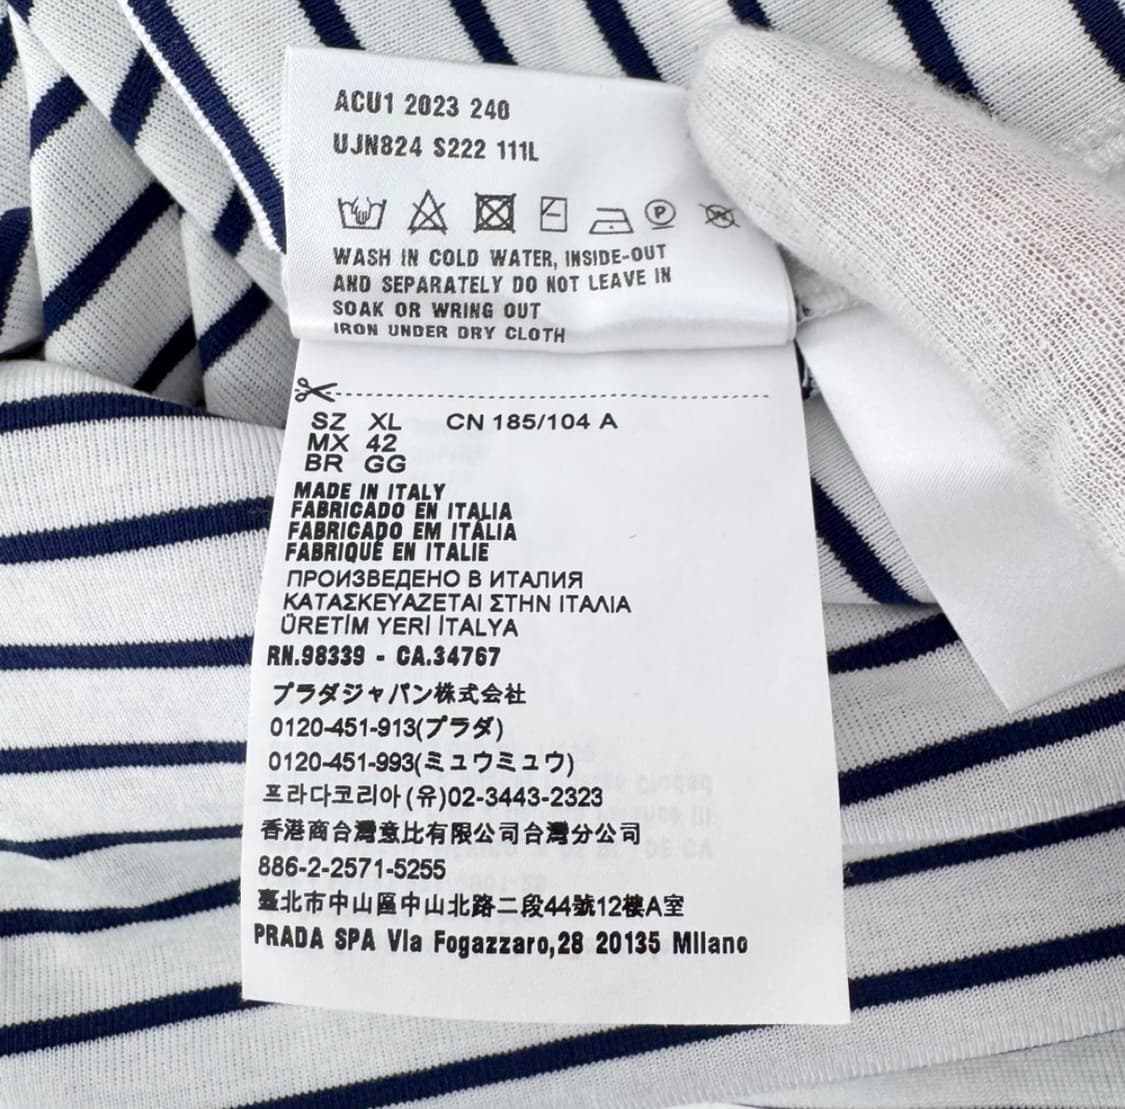 ACU1 2023 240
UJN824 S222 111L
P
WASH IN COLD WATER, INSIDE-OUT
AND SEPARATELY DO NOT LEAVE IN
SOAK OR WRING OUT
IRON UNDER DRY CLOTH
SZ XL CN 185/104 A
MX 42
BR GG
MADE IN ITALY
FABRICADO EN ITALIA
FABRICADO EM ITÁLIA
FABRIQUÉ EN ITALIE
ПРОИЗВЕДЕНО В ИТАЛИЯ
ΚΑΤΑΣΚΕΥΑΖΕΤΑΙ ΣΤΗΝ ΙΤΑΛΙΑ
ÜRETİM YERİ İTALYA
RN.98339 - CA.34767
プラダジャパン株式会社
0120-451-913(プラダ)
0120-451-993(ミュウミュウ)
프라다코리아(유)02-3443-2323
香港商台灣意比有限公司台灣分公司
886-2-2571-5255
臺北市中山區中山北路二段44號12樓A室
PRADA SPA Via Fogazzaro,28 20135 Milano